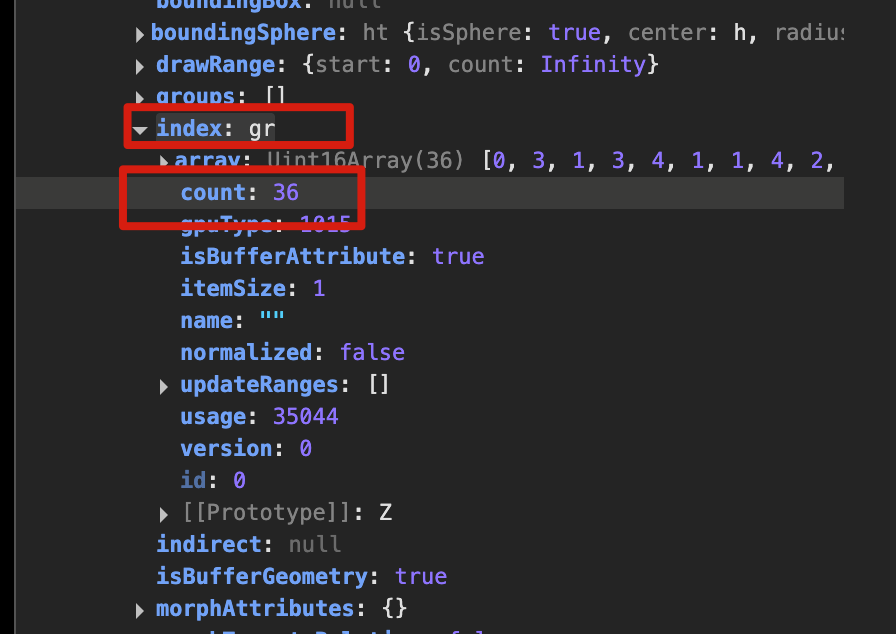 boundingBox: null
boundingSphere: ht {isSphere: true, center: h, radius:
drawRange: {start: 0, count: Infinity}
groups: []
index: gr
array: Uint16Array(36) [0, 3, 1, 3, 4, 1, 1, 4, 2,
count: 36
gpuType: 1015
isBufferAttribute: true
itemSize: 1
name: ""
normalized: false
updateRanges: []
usage: 35044
version: 0
id: 0
[[Prototype]]: Z
indirect: null
isBufferGeometry: true
morphAttributes: {}